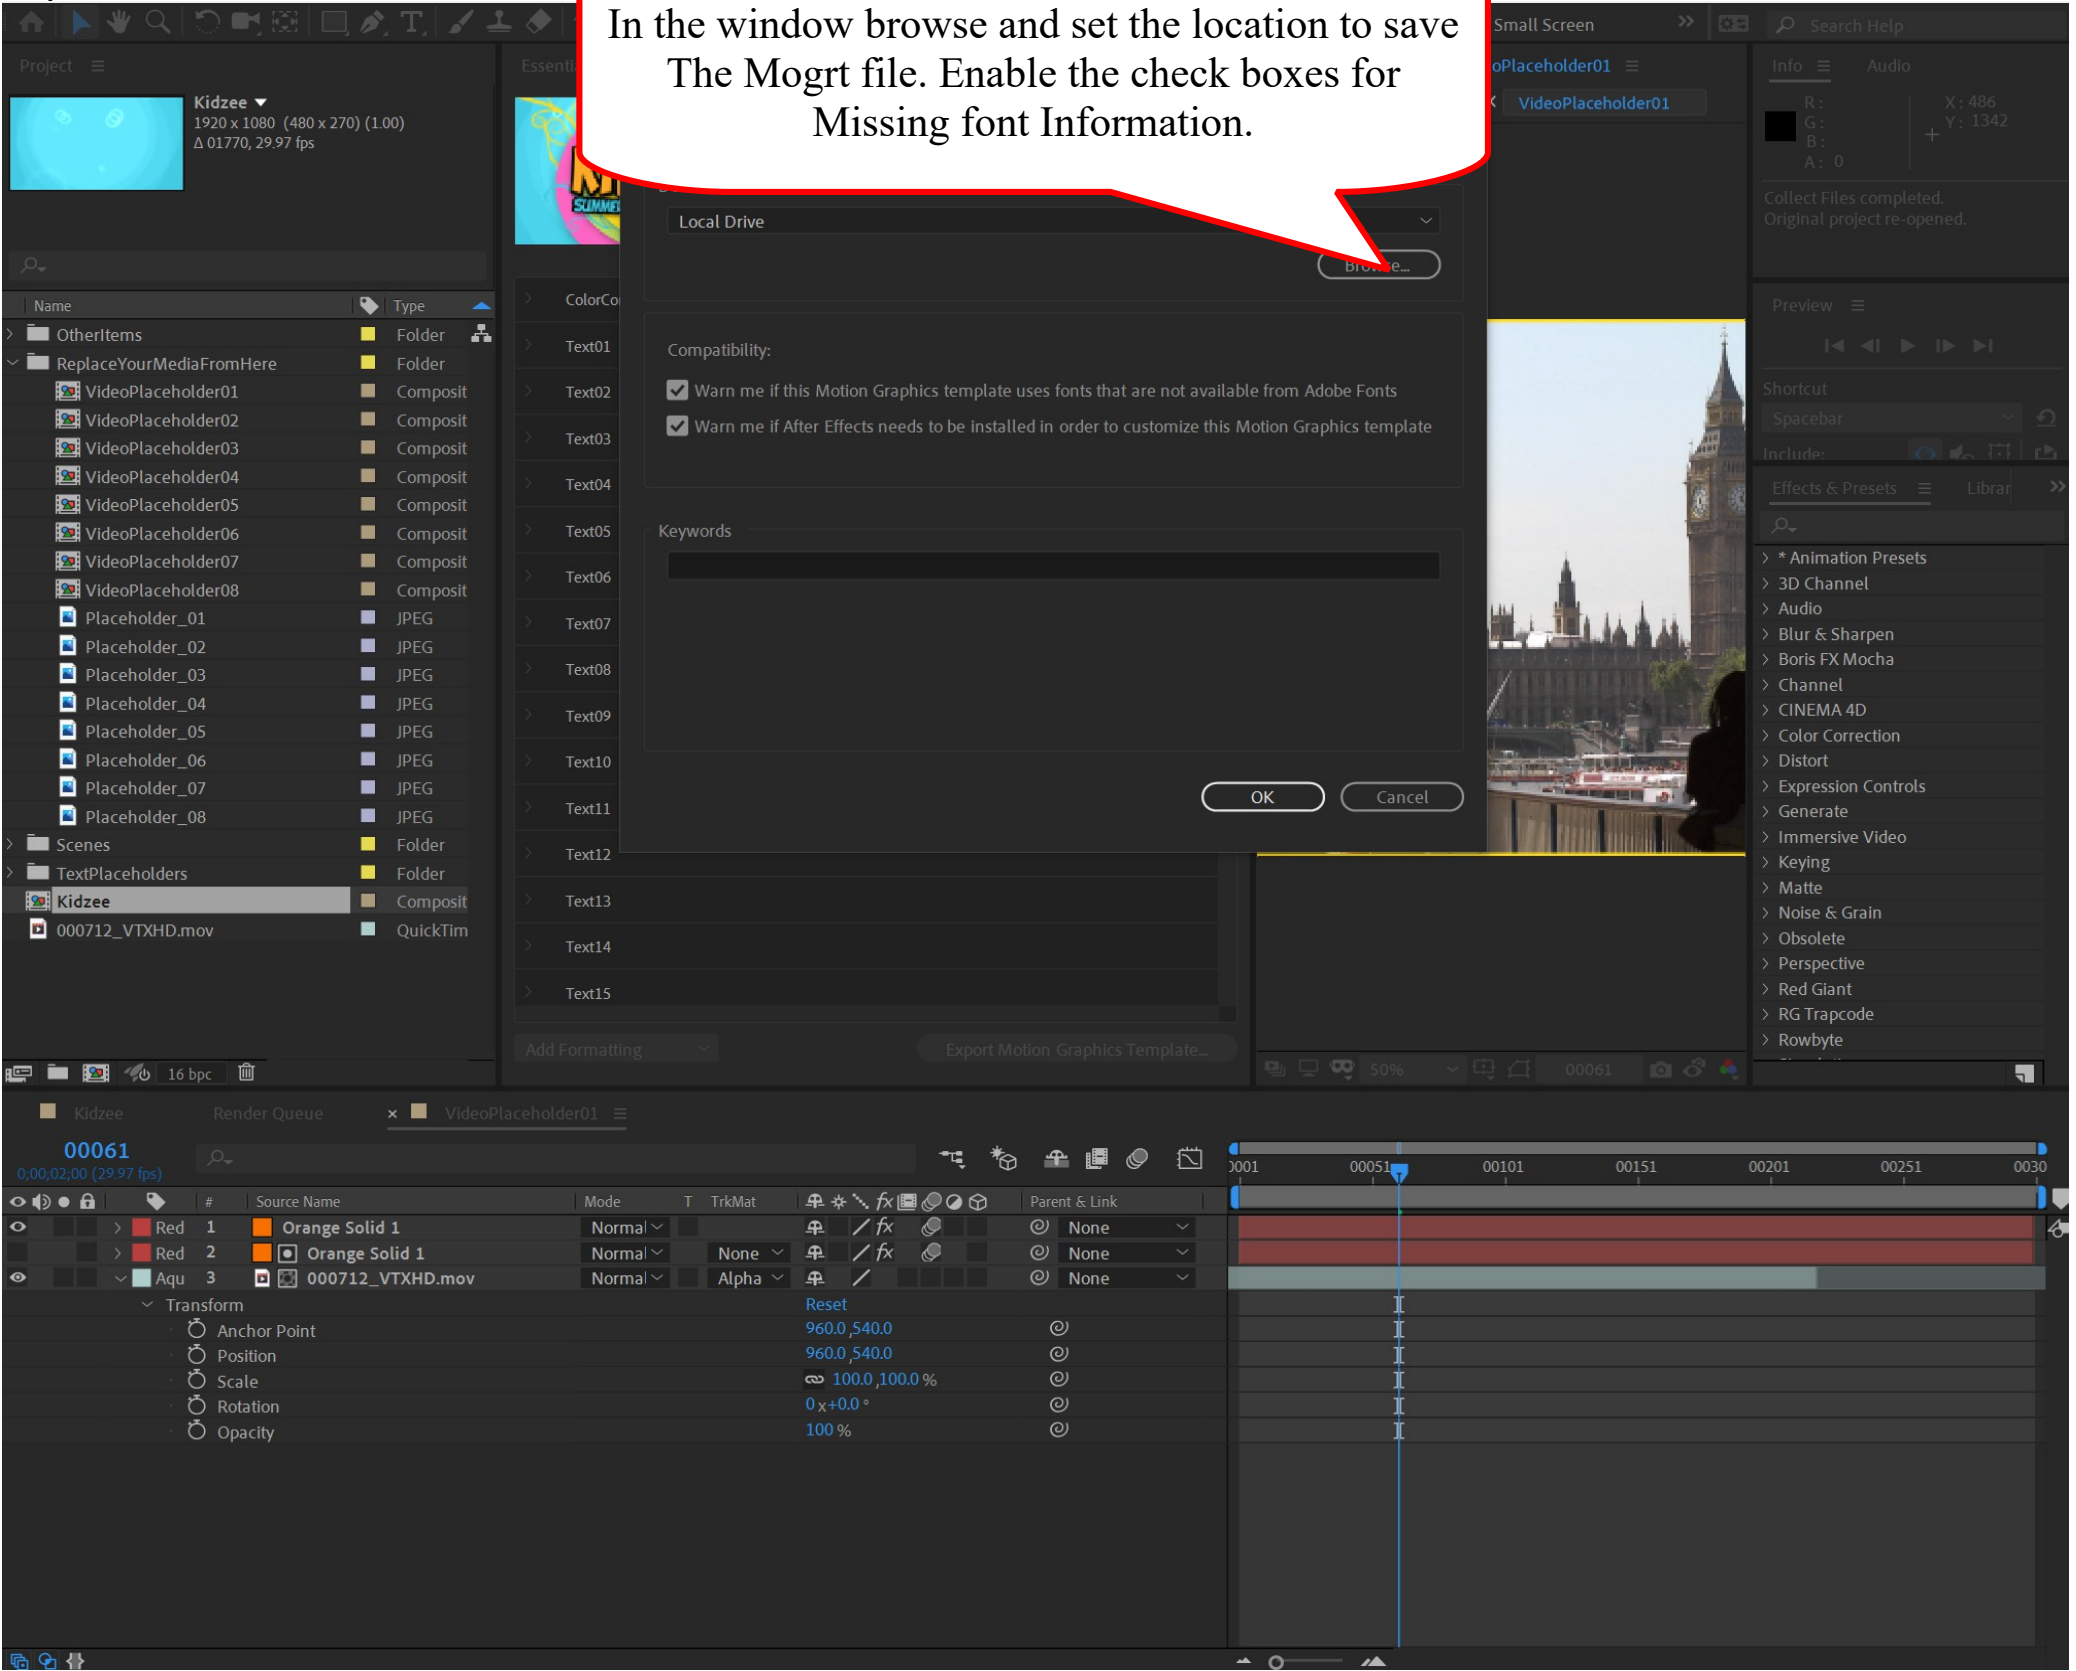 In the window browse and set the location to save
The Mogrt file. Enable the check boxes for
Missing font Information.
Small Screen
Search Help
Project
Kidzee
1920 x 1080 (480 x 270) (1.00)
Δ 01770, 29.97 fps
oPlaceholder01
VideoPlaceholder01
Info Audio
R: X: 486
G: Y: 1342
B:
A: 0
Collect Files completed.
Original project re-opened.
Local Drive
Browse...
Name Type
OtherItems Folder
ReplaceYourMediaFromHere Folder
VideoPlaceholder01 Composit
VideoPlaceholder02 Composit
VideoPlaceholder03 Composit
VideoPlaceholder04 Composit
VideoPlaceholder05 Composit
VideoPlaceholder06 Composit
VideoPlaceholder07 Composit
VideoPlaceholder08 Composit
Placeholder_01 JPEG
Placeholder_02 JPEG
Placeholder_03 JPEG
Placeholder_04 JPEG
Placeholder_05 JPEG
Placeholder_06 JPEG
Placeholder_07 JPEG
Placeholder_08 JPEG
Scenes Folder
TextPlaceholders Folder
Kidzee Composit
000712_VTXHD.mov QuickTim
16 bpc
ColorCo
Text01
Text02
Text03
Text04
Text05
Text06
Text07
Text08
Text09
Text10
Text11
Text12
Text13
Text14
Text15
Add Formatting
Export Motion Graphics Template...
Compatibility:
Warn me if this Motion Graphics template uses fonts that are not available from Adobe Fonts
Warn me if After Effects needs to be installed in order to customize this Motion Graphics template
Keywords
OK Cancel
50% 00061
Preview
Shortcut
Spacebar
Include:
Effects & Presets Librar
* Animation Presets
3D Channel
Audio
Blur & Sharpen
Boris FX Mocha
Channel
CINEMA 4D
Color Correction
Distort
Expression Controls
Generate
Immersive Video
Keying
Matte
Noise & Grain
Obsolete
Perspective
Red Giant
RG Trapcode
Rowbyte
Kidzee Render Queue × VideoPlaceholder01
00061
0;00;02;00 (29.97 fps)
0001 00051 00101 00151 00201 00251 0030
# Source Name Mode T TrkMat Parent & Link
Red 1 Orange Solid 1 Normal None
Red 2 Orange Solid 1 Normal None None
Aqu 3 000712_VTXHD.mov Normal Alpha None
Transform Reset
Anchor Point 960.0,540.0
Position 960.0,540.0
Scale 100.0,100.0 %
Rotation 0x+0.0°
Opacity 100 %